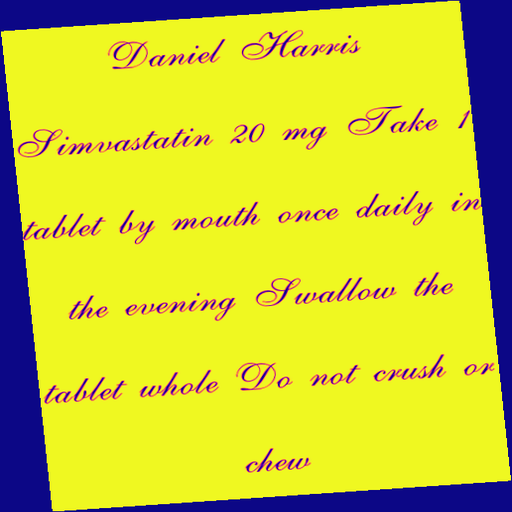 Daniel Harris
Simvastatin 20 mg Take 1
tablet by mouth once daily in
the evening Swallow the
tablet whole Do not crush or
chew